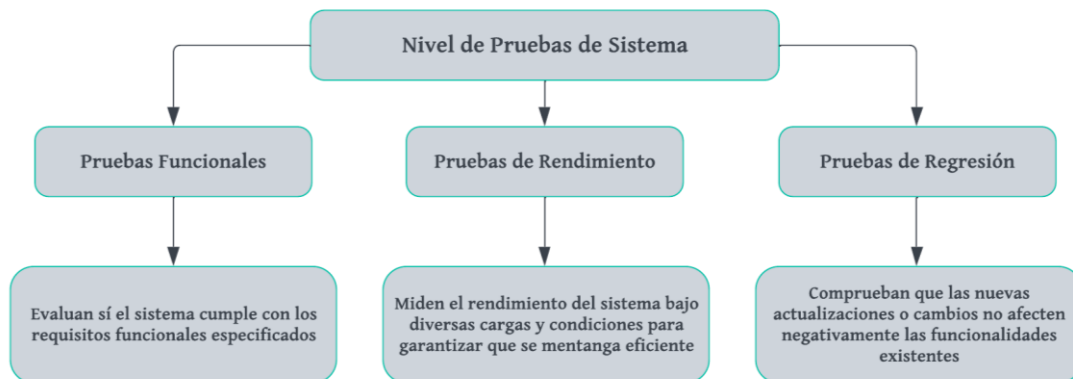 Nivel de Pruebas de Sistema
Pruebas Funcionales
Pruebas de Rendimiento
Pruebas de Regresión
Evaluan sí el sistema cumple con los
requisitos funcionales especificados
Miden el rendimiento del sistema bajo
diversas cargas y condiciones para
garantizar que se mentanga eficiente
Comprueban que las nuevas
actualizaciones o cambios no afecten
negativamente las funcionalidades
existentes